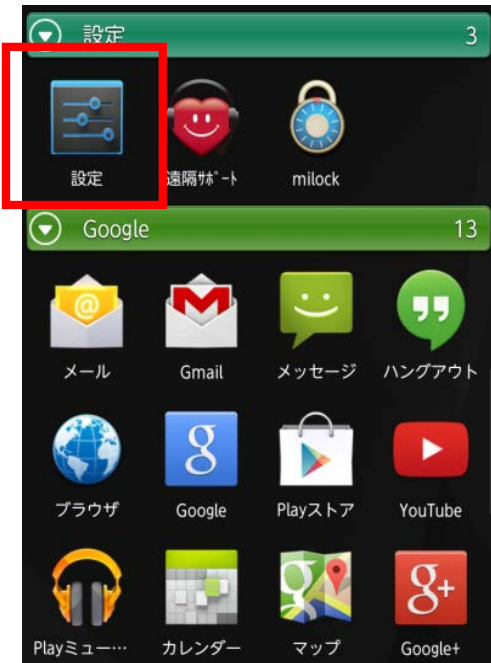 設定 3
設定 遠隔ｻﾎﾟｰﾄ milock
Google 13
メール Gmail メッセージ ハングアウト
ブラウザ Google Playストア YouTube
Playミュー… カレンダー マップ Google+